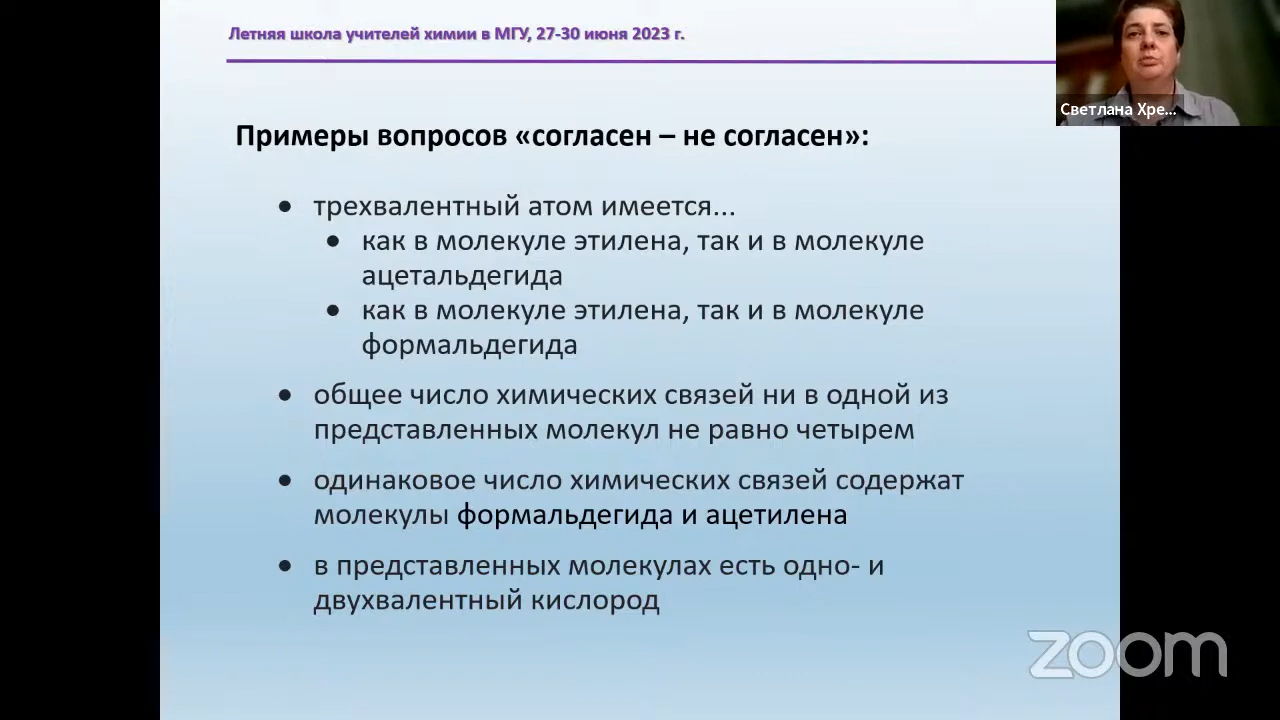 Летняя школа учителей химии в МГУ, 27-30 июня 2023 г.
Светлана Хре...
Примеры вопросов «согласен – не согласен»:
• трехвалентный атом имеется...
• как в молекуле этилена, так и в молекуле
ацетальдегида
• как в молекуле этилена, так и в молекуле
формальдегида
• общее число химических связей ни в одной из
представленных молекул не равно четырем
• одинаковое число химических связей содержат
молекулы формальдегида и ацетилена
• в представленных молекулах есть одно- и
двухвалентный кислород
zoom